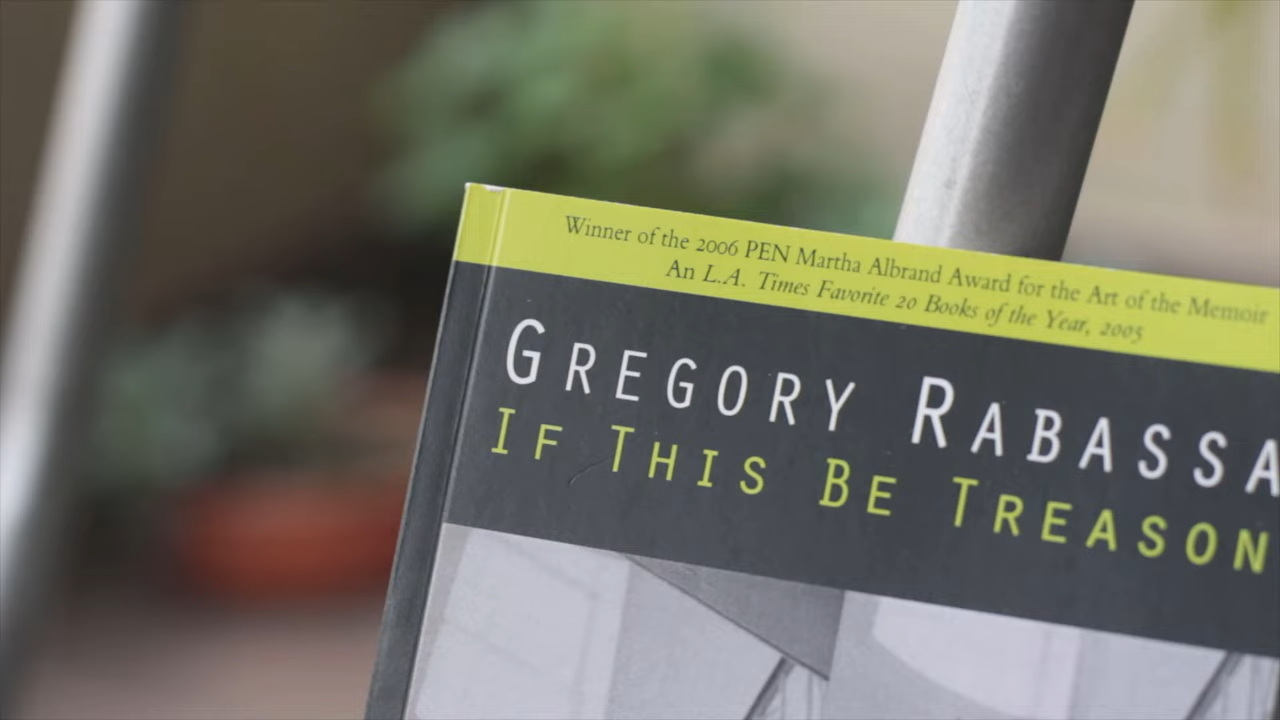 Winner of the 2006 PEN Martha Albrand Award for the Art of the Memoir
An L.A. Times Favorite 20 Books of the Year, 2005
GREGORY RABASSA
IF THIS BE TREASON